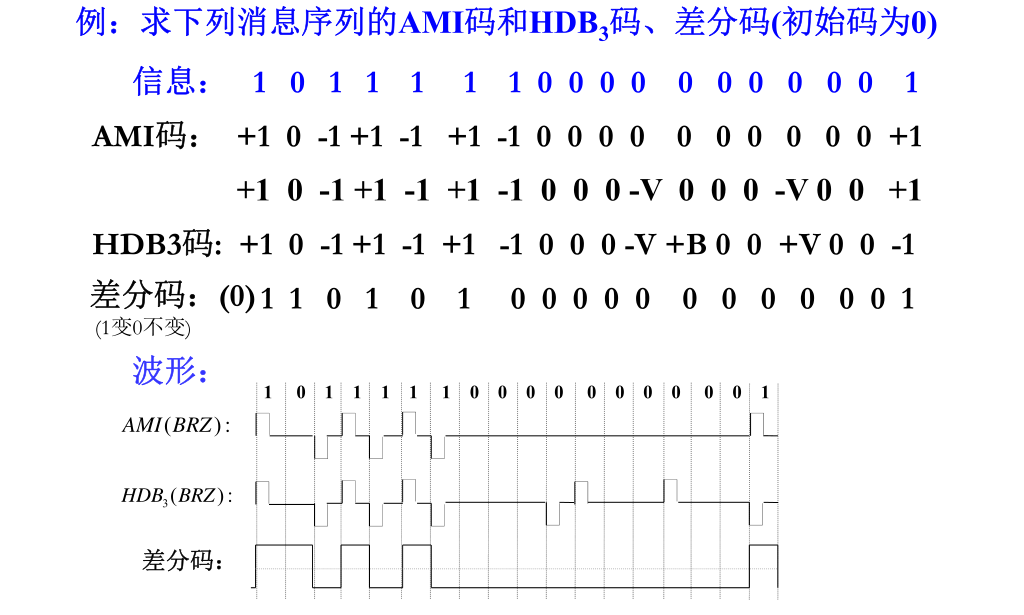 例：求下列消息序列的AMI码和HDB3码、差分码(初始码为0)
信息： 1 0 1 1 1 1 1 0 0 0 0 0 0 0 0 0 0 1
AMI码： +1 0 -1 +1 -1 +1 -1 0 0 0 0 0 0 0 0 0 0 +1
+1 0 -1 +1 -1 +1 -1 0 0 0 -V 0 0 0 -V 0 0 +1
HDB3码: +1 0 -1 +1 -1 +1 -1 0 0 0 -V +B 0 0 +V 0 0 -1
差分码：(0) 1 1 0 1 0 1 0 0 0 0 0 0 0 0 0 0 0 1
(1变0不变)
波形：
1 0 1 1 1 1 1 0 0 0 0 0 0 0 0 0 0 1
AMI(BRZ):
HDB3(BRZ):
差分码：